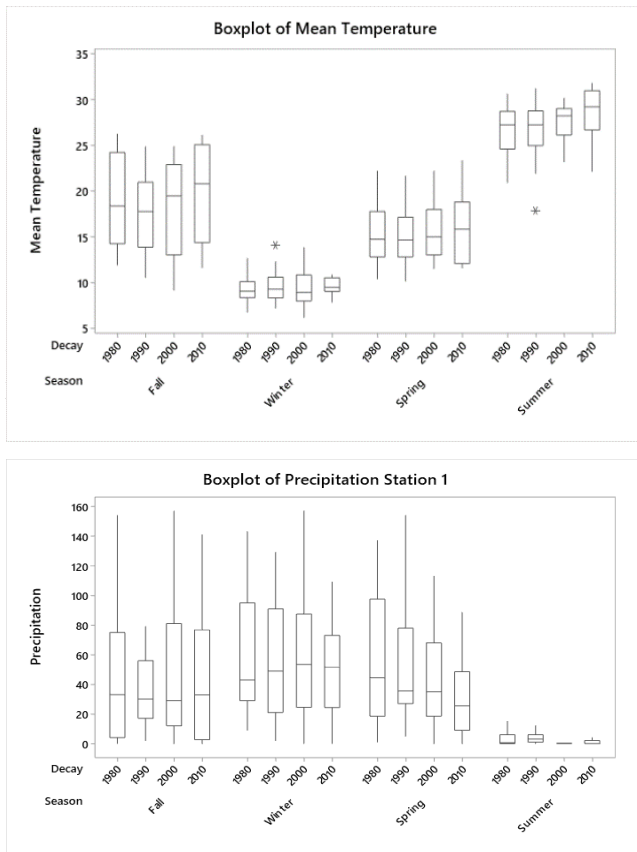 Boxplot of Mean Temperature
35
30
25
20
15
10
5
Mean Temperature
Decay
1980 1990 2000 2010 1980 1990 2000 2010 1980 1990 2000 2010 1980 1990 2000 2010
Season
Fall Winter Spring Summer
Boxplot of Precipitation Station 1
160
140
120
100
80
60
40
20
0
Precipitation
Decay
1980 1990 2000 2010 1980 1990 2000 2010 1980 1990 2000 2010 1980 1990 2000 2010
Season
Fall Winter Spring Summer